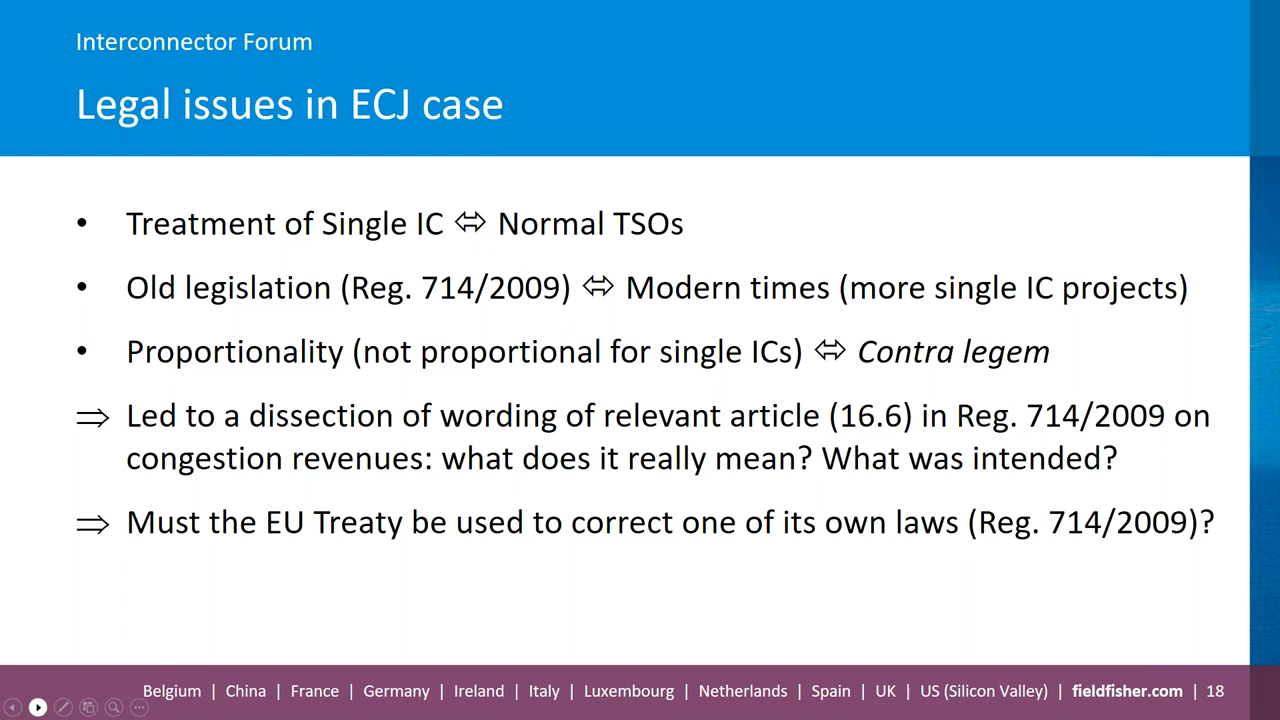 Interconnector Forum
Legal issues in ECJ case
• Treatment of Single IC ⇔ Normal TSOs
• Old legislation (Reg. 714/2009) ⇔ Modern times (more single IC projects)
• Proportionality (not proportional for single ICs) ⇔ Contra legem
⇒ Led to a dissection of wording of relevant article (16.6) in Reg. 714/2009 on
congestion revenues: what does it really mean? What was intended?
⇒ Must the EU Treaty be used to correct one of its own laws (Reg. 714/2009)?
Belgium | China | France | Germany | Ireland | Italy | Luxembourg | Netherlands | Spain | UK | US (Silicon Valley) | fieldfisher.com | 18